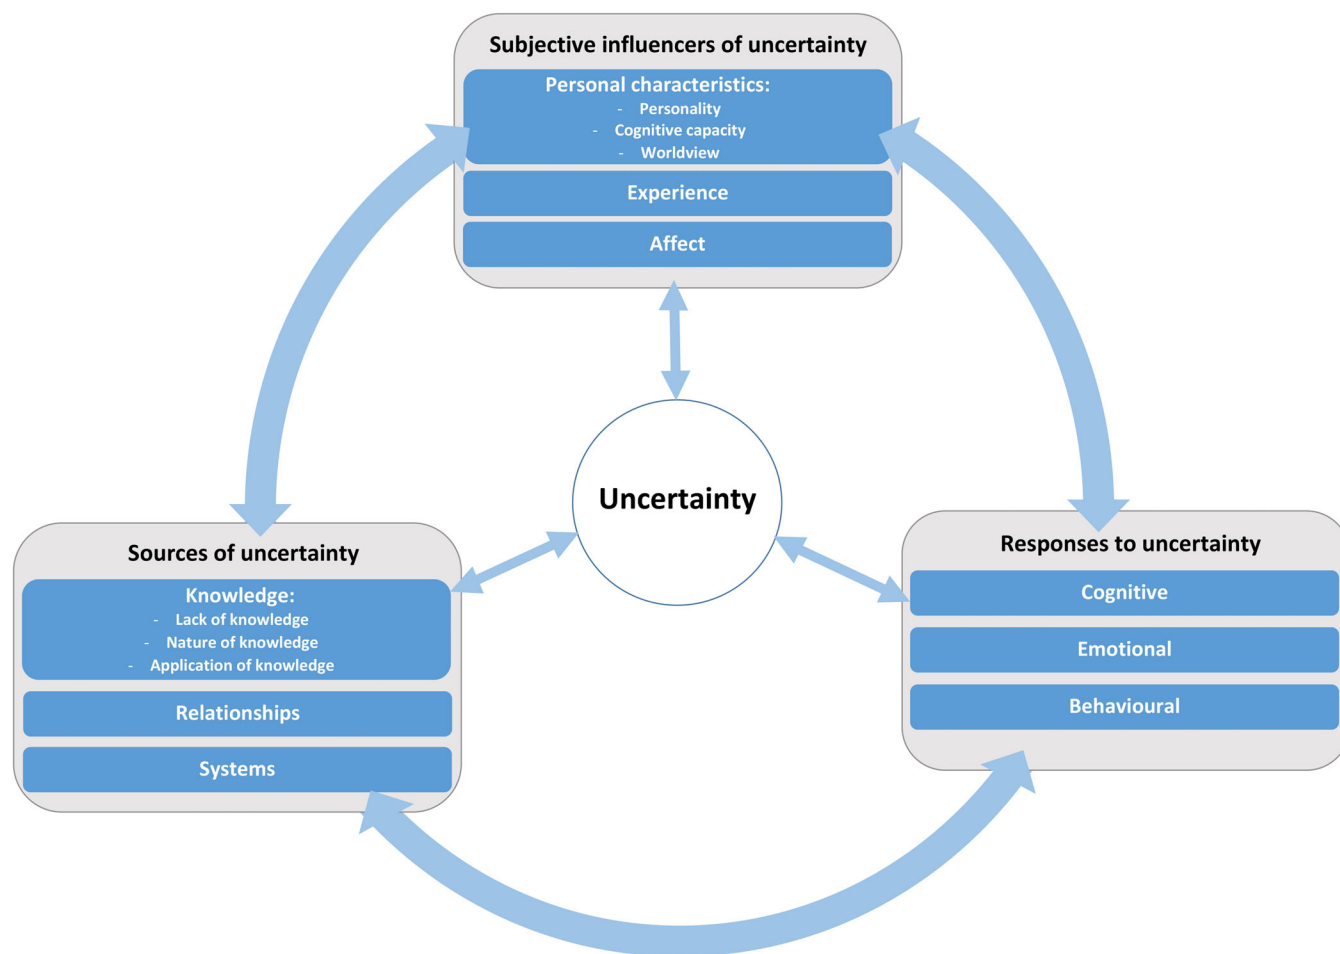 Subjective influencers of uncertainty
Personal characteristics:
- Personality
- Cognitive capacity
- Worldview
Experience
Affect
Uncertainty
Sources of uncertainty
Knowledge:
- Lack of knowledge
- Nature of knowledge
- Application of knowledge
Relationships
Systems
Responses to uncertainty
Cognitive
Emotional
Behavioural